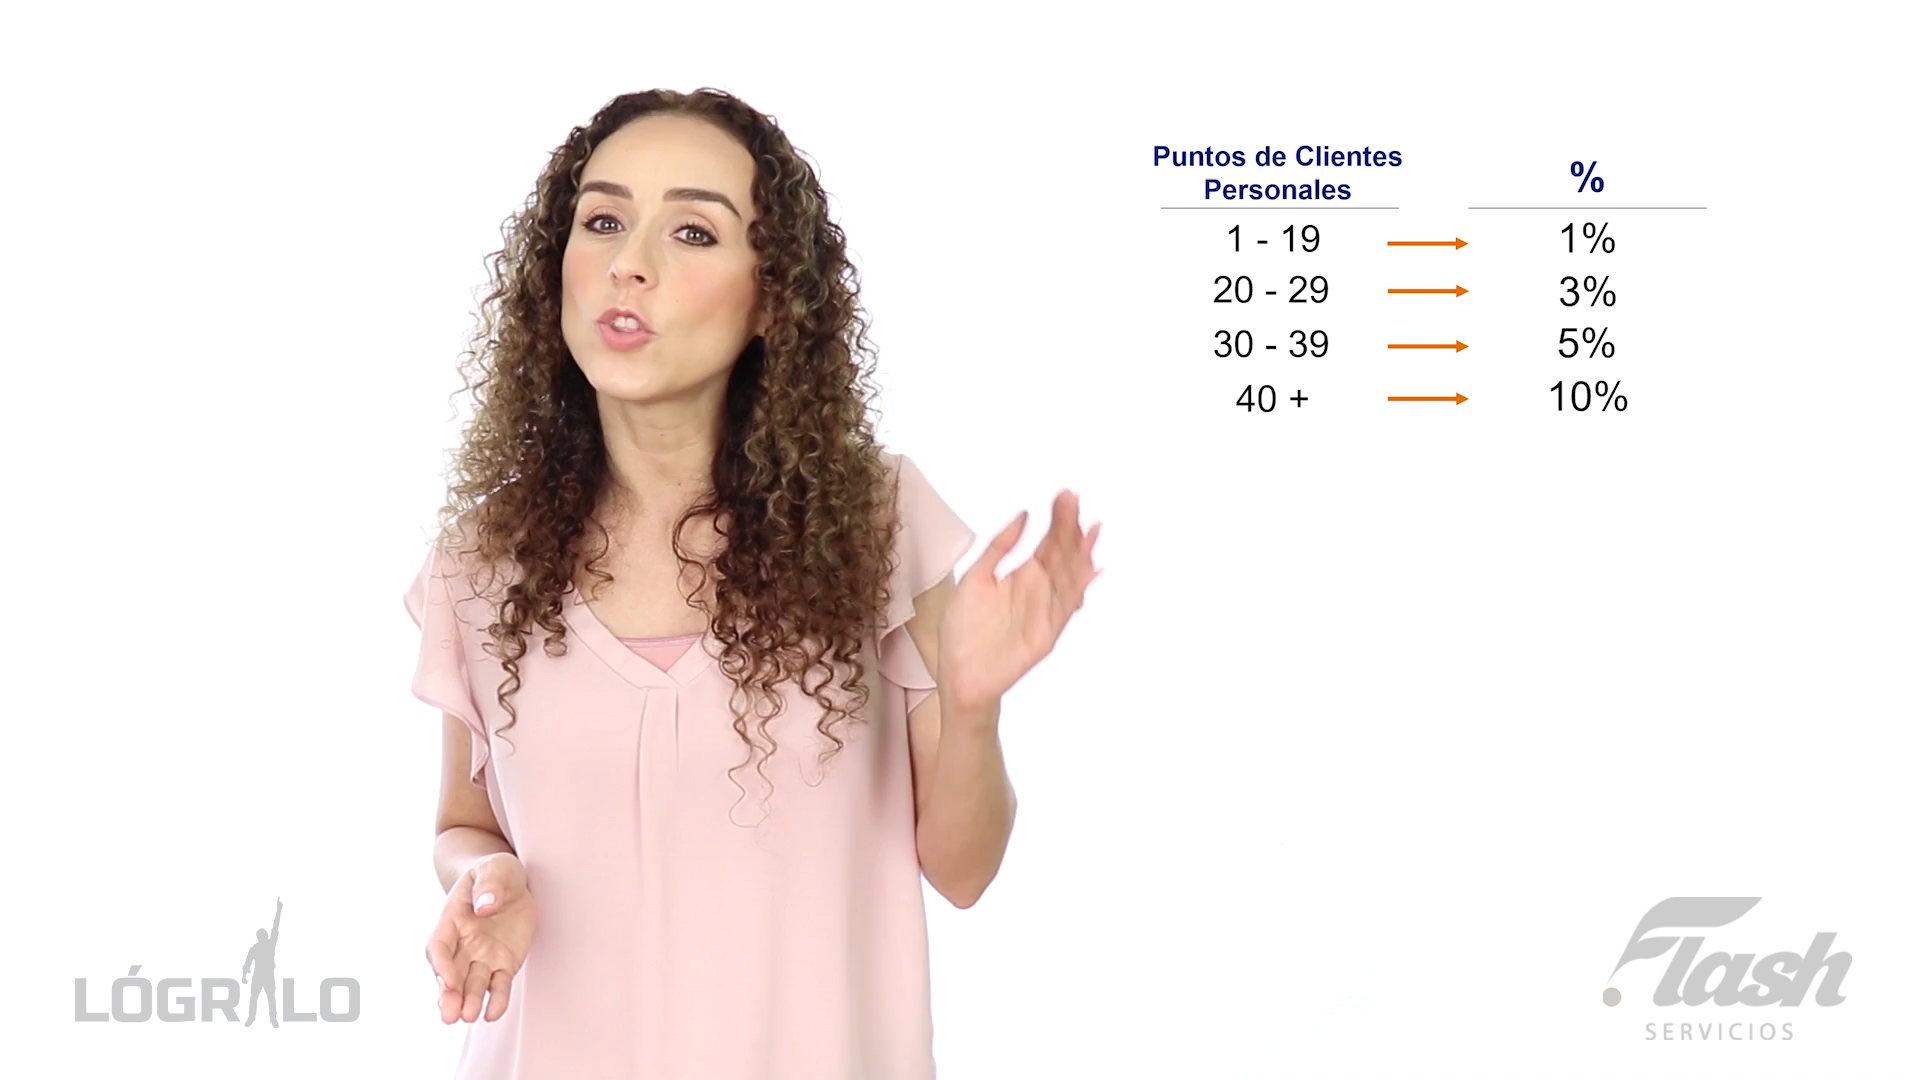 Puntos de Clientes
Personales
%
1 - 19
1%
20 - 29
3%
30 - 39
5%
40 +
10%
LÓGRALO
Flash
SERVICIOS